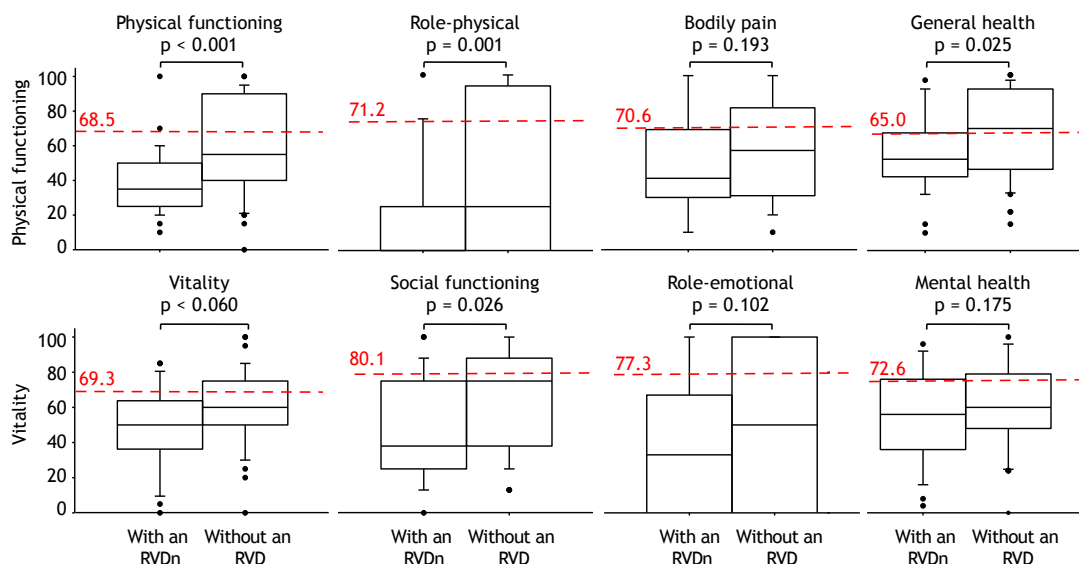 Physical functioning
p < 0.001
Role-physical
p = 0.001
Bodily pain
p = 0.193
General health
p = 0.025
Physical functioning
100
80
60
40
20
0
68.5
71.2
70.6
65.0
Vitality
p < 0.060
Social functioning
p = 0.026
Role-emotional
p = 0.102
Mental health
p = 0.175
Vitality
100
80
60
40
20
0
69.3
80.1
77.3
72.6
With an
RVDn
Without an
RVD
With an
RVDn
Without an
RVD
With an
RVDn
Without an
RVD
With an
RVDn
Without an
RVD